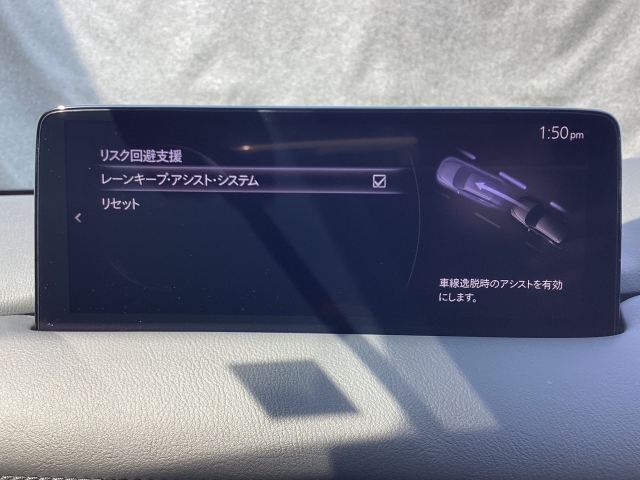 1:50pm
リスク回避支援
レーンキープ・アシスト・システム
リセット
車線逸脱時のアシストを有効
にします。